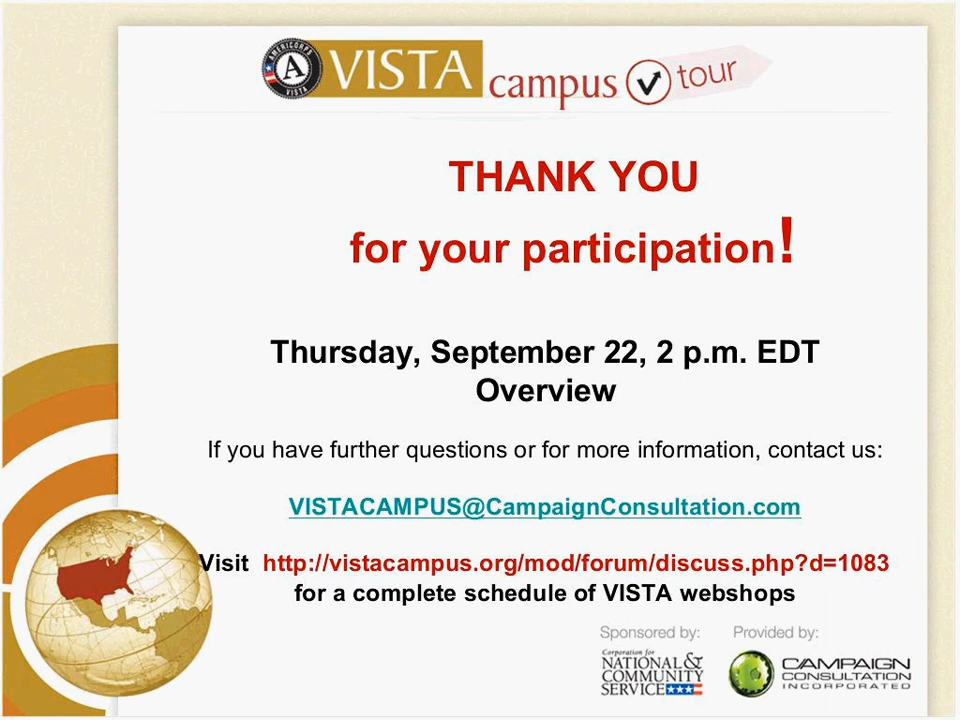 AMERICORPS
A
VISTA
VISTA campus tour
THANK YOU
for your participation!
Thursday, September 22, 2 p.m. EDT
Overview
If you have further questions or for more information, contact us:
VISTACAMPUS@CampaignConsultation.com
Visit http://vistacampus.org/mod/forum/discuss.php?d=1083
for a complete schedule of VISTA webshops
Sponsored by: Provided by:
Corporation for
NATIONAL &
COMMUNITY
SERVICE
CAMPAIGN
CONSULTATION
INCORPORATED